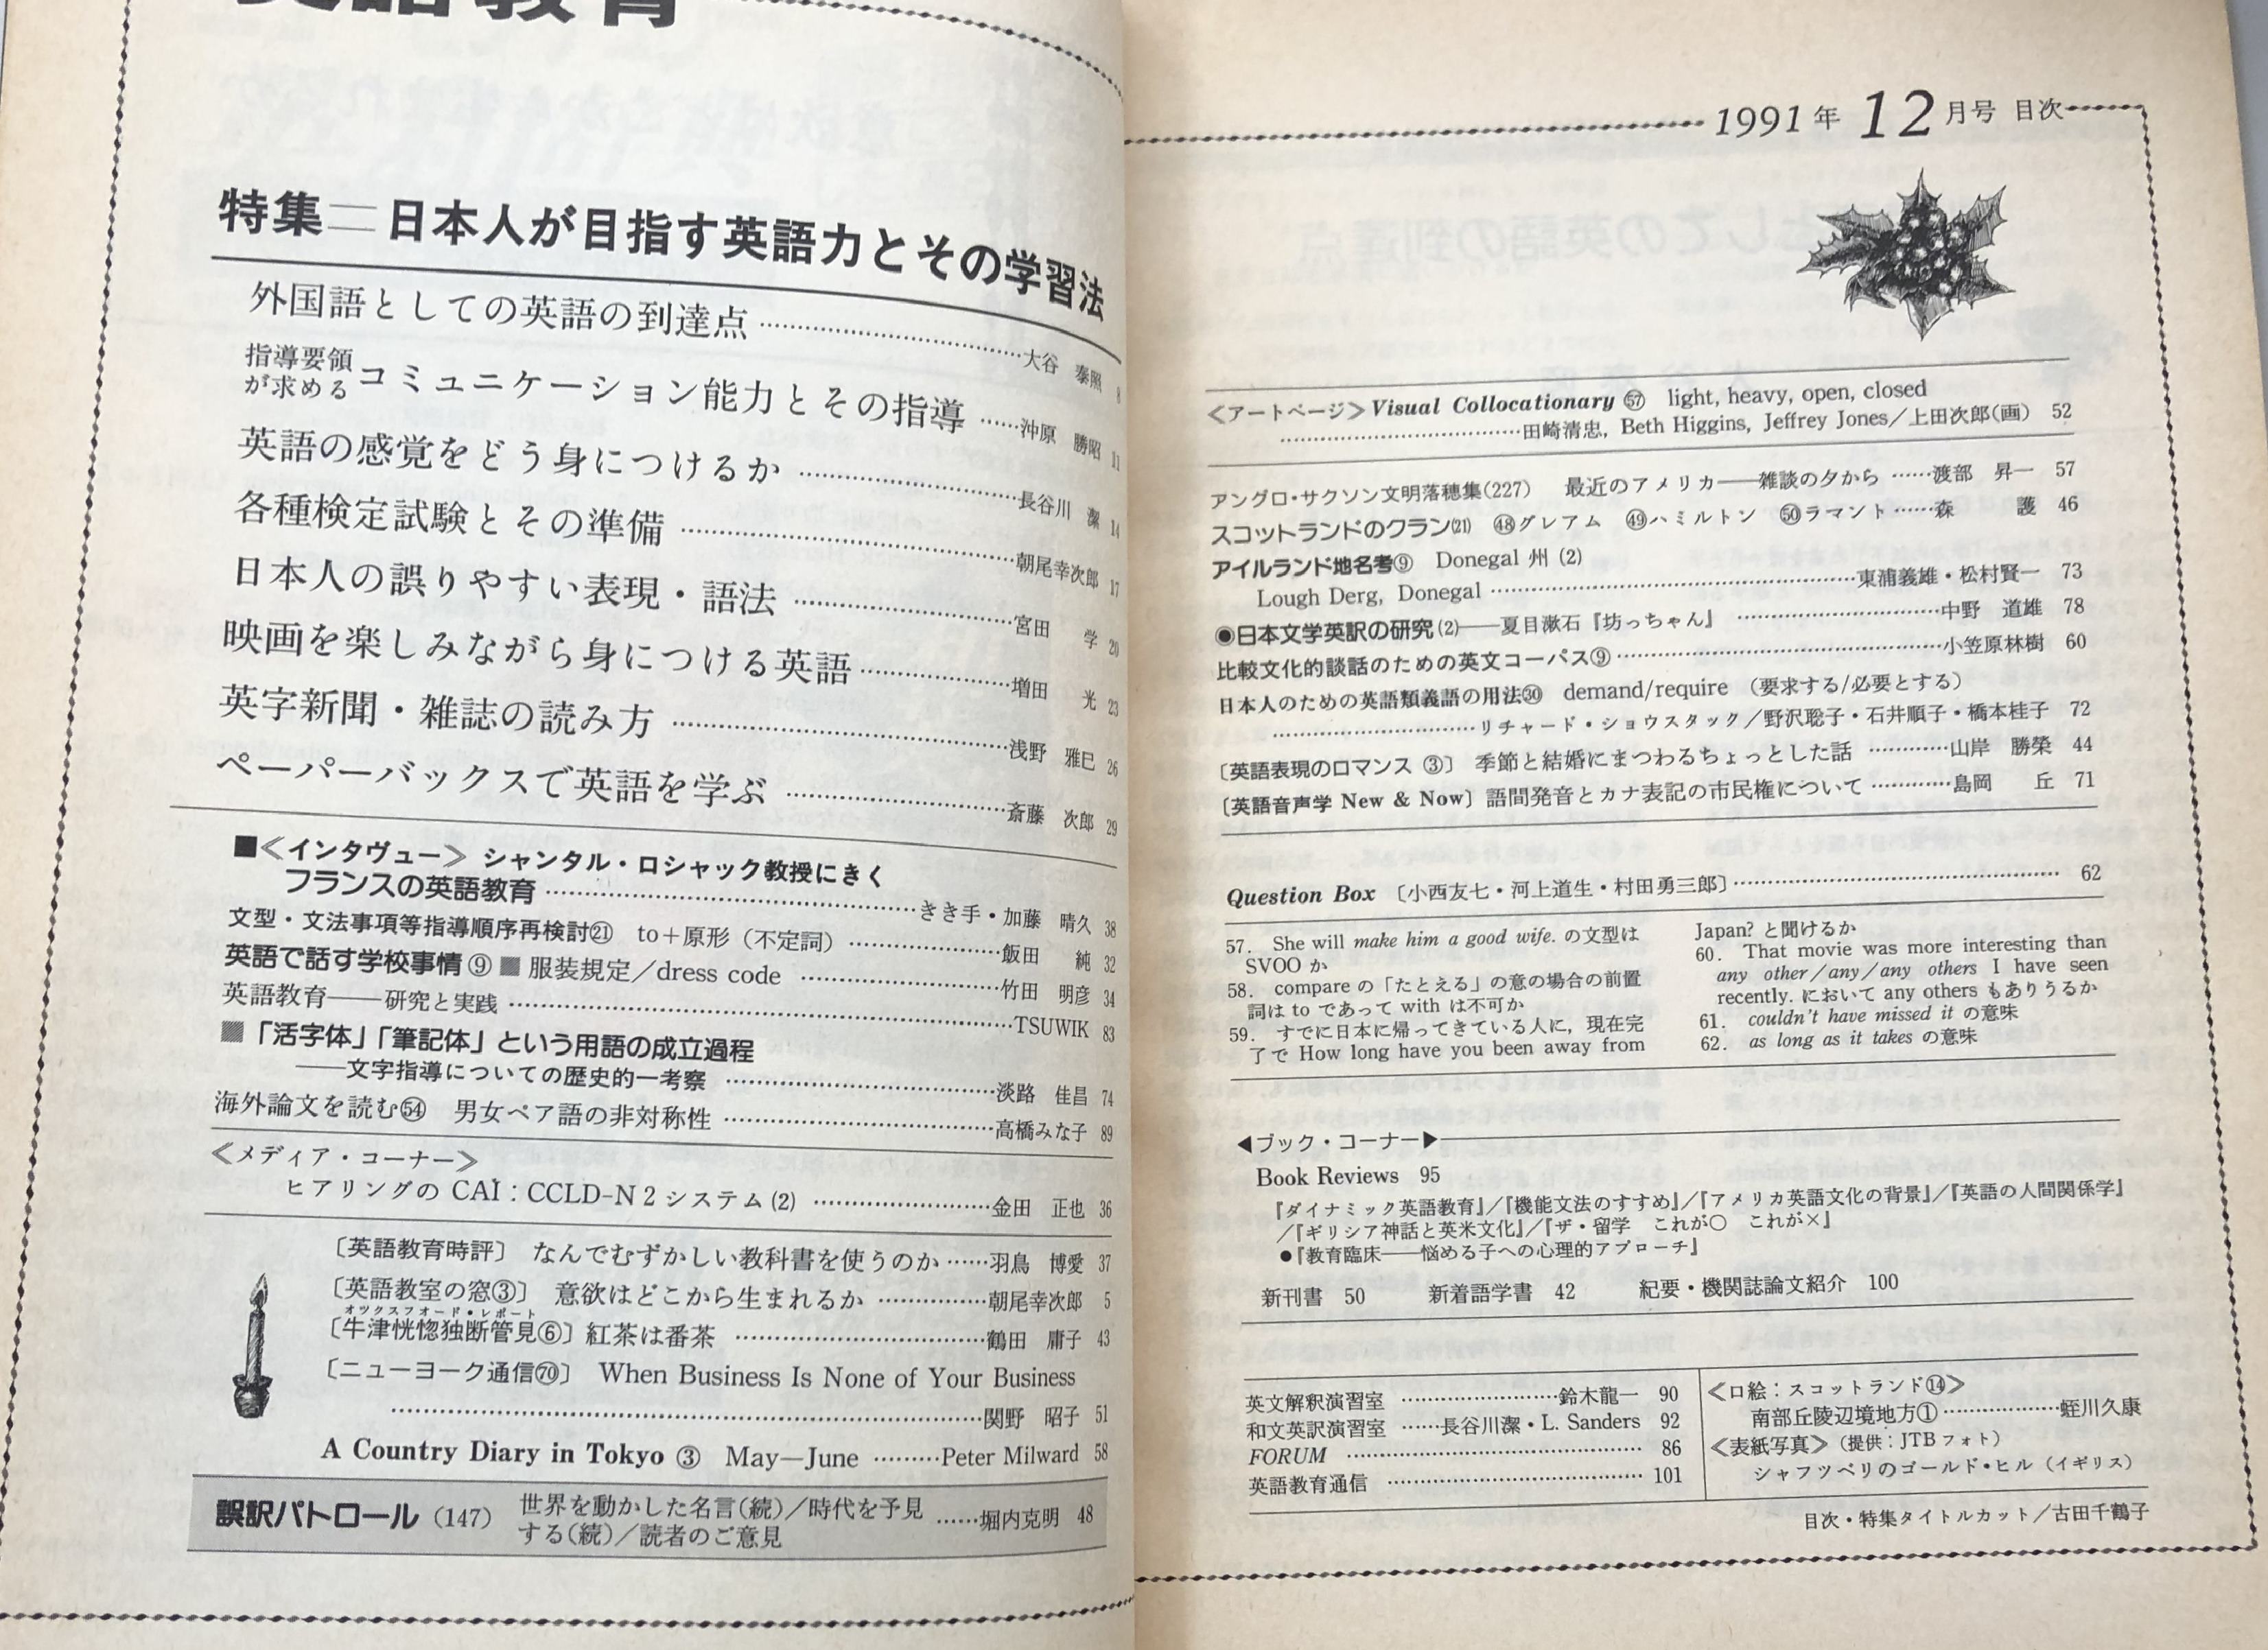 英語教育
特集＝日本人が目指す英語力とその学習法
外国語としての英語の到達点……大谷 泰照 8
指導要領が求める コミュニケーション能力とその指導……沖原 勝昭 11
英語の感覚をどう身につけるか……長谷川 潔 14
各種検定試験とその準備……朝尾幸次郎 17
日本人の誤りやすい表現・語法……宮田 学 20
映画を楽しみながら身につける英語……増田 光 23
英字新聞・雑誌の読み方……浅野 雅巳 26
ペーパーバックスで英語を学ぶ……斎藤 次郎 29
■＜インタヴュー＞ シャンタル・ロシャック教授にきく
フランスの英語教育……きき手・加藤 晴久 38
文型・文法事項等指導順序再検討㉑ to＋原形（不定詞）……飯田 純 32
英語で話す学校事情⑨■服装規定／dress code……竹田 明彦 34
英語教育――研究と実践……TSUWIK 83
■「活字体」「筆記体」という用語の成立過程
――文字指導についての歴史的一考察……淡路 佳昌 74
海外論文を読む㊴ 男女ペア語の非対称性……高橋みな子 89
＜メディア・コーナー＞
ヒアリングの CAI：CCLD-N2システム(2)……金田 正也 36
〔英語教育時評〕 なんでむずかしい教科書を使うのか……羽鳥 博愛 37
〔英語教室の窓③〕 意欲はどこから生まれるか……朝尾幸次郎 5
オックスフォード・レポート
〔牛津恍惚独断管見⑥〕紅茶は番茶……鶴田 庸子 43
〔ニューヨーク通信(70)〕 When Business Is None of Your Business
……関野 昭子 51
A Country Diary in Tokyo ③ May—June ……Peter Milward 58
誤訳パトロール（147） 世界を動かした名言(続)／時代を予見
する(続)／読者のご意見 ……堀内克明 48
1991年 12月号 目次
＜アートページ＞Visual Collocationary (57) light, heavy, open, closed
……田崎清忠, Beth Higgins, Jeffrey Jones／上田次郎(画) 52
アングロ・サクソン文明落穂集(227) 最近のアメリカ――雑談の夕から……渡部 昇一 57
スコットランドのクラン(21) ㊽グレアム ㊾ハミルトン ㊿ラマント……森 護 46
アイルランド地名考⑨ Donegal 州 (2)
Lough Derg, Donegal……東浦義雄・松村賢一 73
◉日本文学英訳の研究(2)――夏目漱石『坊っちゃん』……中野 道雄 78
比較文化的談話のための英文コーパス⑨……小笠原林樹 60
日本人のための英語類義語の用法㉚ demand/require （要求する/必要とする）
……リチャード・ショウスタック／野沢聡子・石井順子・橋本桂子 72
〔英語表現のロマンス ③〕 季節と結婚にまつわるちょっとした話……山岸 勝榮 44
〔英語音声学 New & Now〕語間発音とカナ表記の市民権について……島岡 丘 71
Question Box 〔小西友七・河上道生・村田勇三郎〕…… 62
57. She will make him a good wife. の文型は
SVOO か
58. compare の「たとえる」の意の場合の前置
詞は to であって with は不可か
59. すでに日本に帰ってきている人に，現在完
了で How long have you been away from
Japan? と聞けるか
60. That movie was more interesting than
any other／any／any others I have seen
recently. において any others もありうるか
61. couldn't have missed it の意味
62. as long as it takes の意味
◀ブック・コーナー▶
Book Reviews 95
『ダイナミック英語教育』／『機能文法のすすめ』／『アメリカ英語文化の背景』／『英語の人間関係学』
／『ギリシア神話と英米文化』／『ザ・留学 これが○ これが×』
●『教育臨床――悩める子への心理的アプローチ』
新刊書 50 新着語学書 42 紀要・機関誌論文紹介 100
英文解釈演習室……鈴木龍一 90
和文英訳演習室……長谷川潔・L. Sanders 92
FORUM …… 86
英語教育通信 …… 101
＜口絵：スコットランド⑭＞
南部丘陵辺境地方①……蛭川久康
＜表紙写真＞（提供：JTBフォト）
シャフツベリのゴールド・ヒル（イギリス）
目次・特集タイトルカット／古田千鶴子